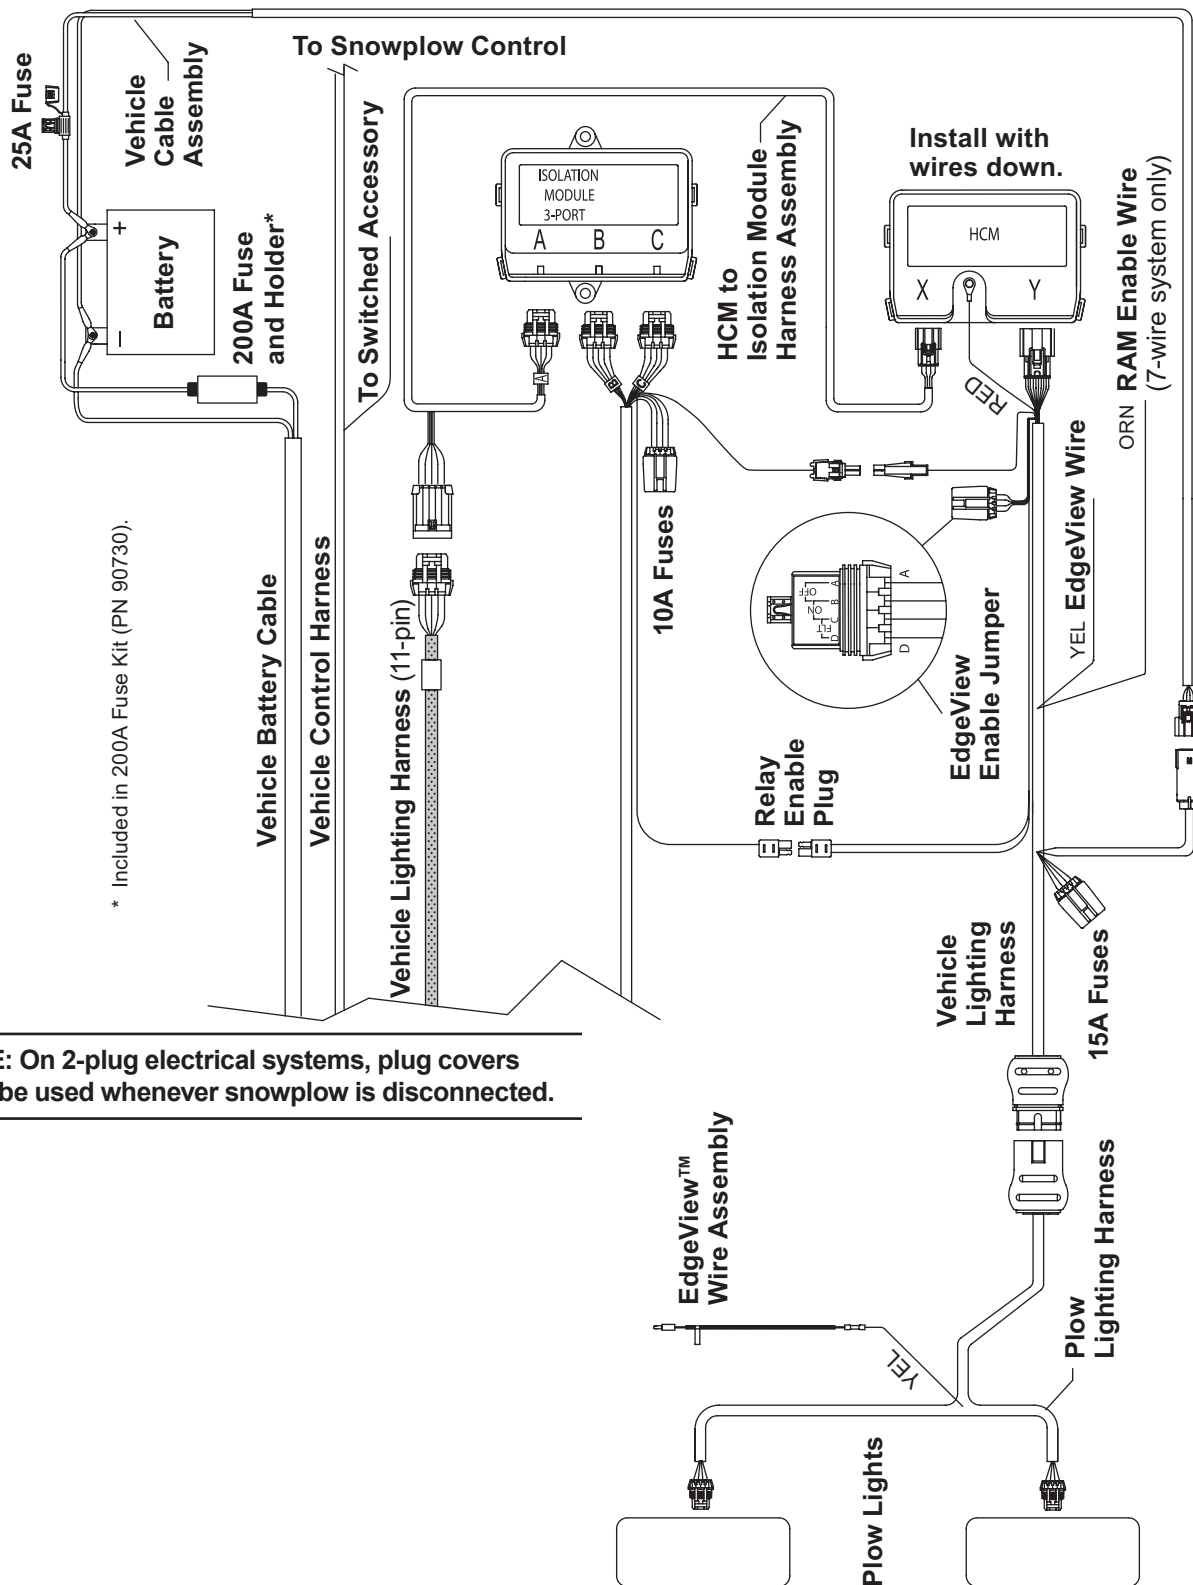 To Snowplow Control
25A Fuse
Vehicle
Cable
Assembly
+
Battery
–
200A Fuse
and Holder*
To Switched Accessory
ISOLATION
MODULE
3-PORT
A B C
A
B
C
HCM to
Isolation Module
Harness Assembly
Install with
wires down.
HCM
X Y
RED
RAM Enable Wire
(7-wire system only)
ORN
YEL EdgeView Wire
* Included in 200A Fuse Kit (PN 90730).
Vehicle Battery Cable
Vehicle Control Harness
Vehicle Lighting Harness (11-pin)
10A Fuses
OFF
ON
FLT
A
B
C
D
A
D
EdgeView
Enable Jumper
Relay
Enable
Plug
Vehicle
Lighting
Harness
15A Fuses
E: On 2-plug electrical systems, plug covers
be used whenever snowplow is disconnected.
EdgeView™
Wire Assembly
YEL
Plow
Lighting Harness
Plow Lights